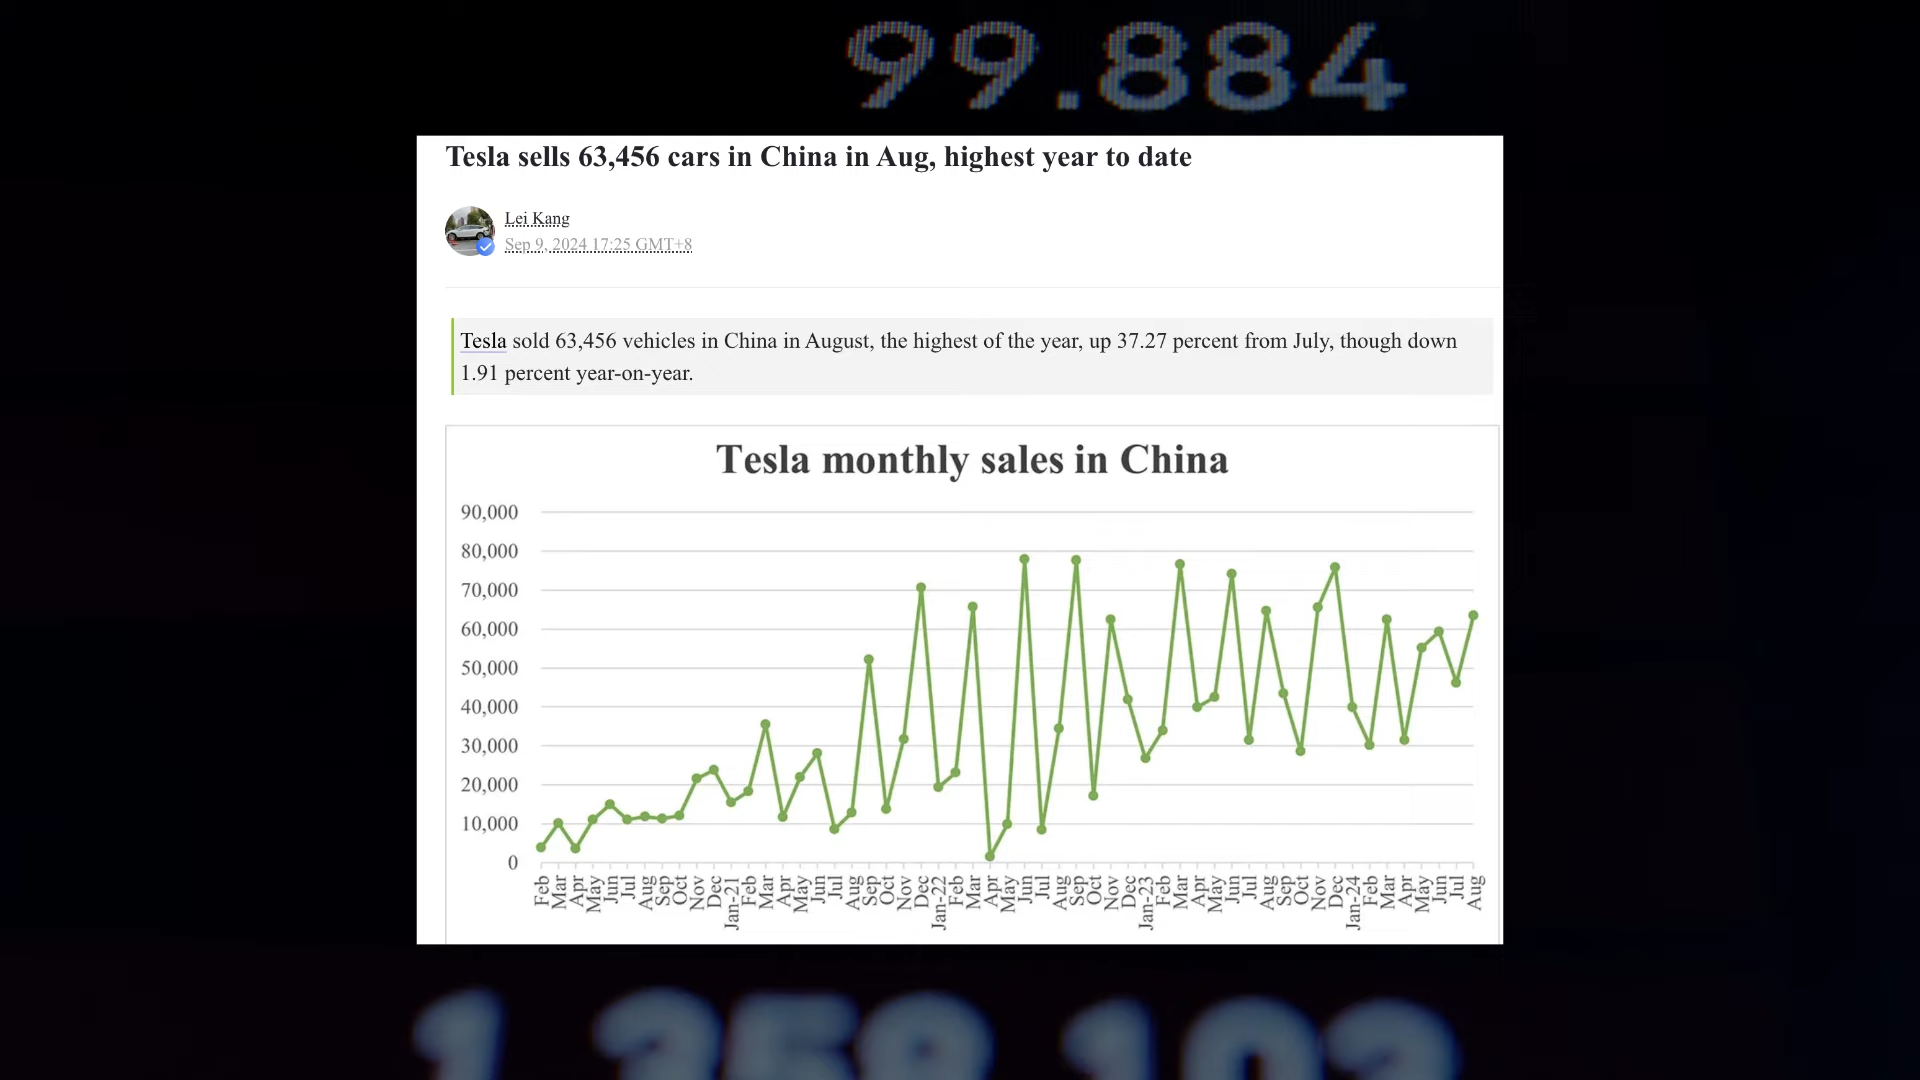 99.884
Tesla sells 63,456 cars in China in Aug, highest year to date
Lei Kang
Sep 9, 2024 17:25 GMT+8
Tesla sold 63,456 vehicles in China in August, the highest of the year, up 37.27 percent from July, though down
1.91 percent year-on-year.
Tesla monthly sales in China
90,000
80,000
70,000
60,000
50,000
40,000
30,000
20,000
10,000
0
Feb Mar Apr May Jun Jul Aug Sep Oct Nov Dec Jan-21 Feb Mar Apr May Jun Jul Aug Sep Oct Nov Dec Jan-22 Feb Mar Apr May Jun Jul Aug Sep Oct Nov Dec Jan-23 Feb Mar Apr May Jun Jul Aug Sep Oct Nov Dec Jan-24 Feb Mar Apr May Jun Jul Aug